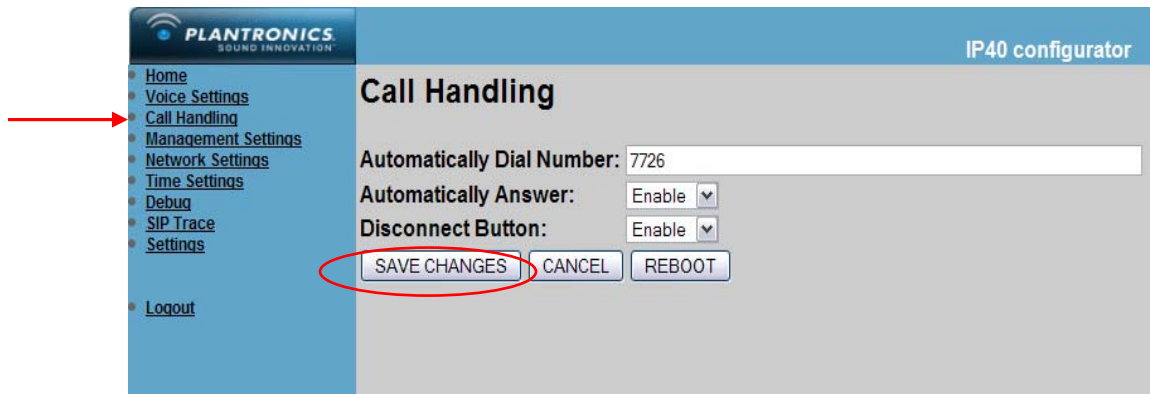 PLANTRONICS.
SOUND INNOVATION™
IP40 configurator
Home
Voice Settings
Call Handling
Management Settings
Network Settings
Time Settings
Debug
SIP Trace
Settings
Logout
Call Handling
Automatically Dial Number: 7726
Automatically Answer: Enable
Disconnect Button: Enable
SAVE CHANGES CANCEL REBOOT